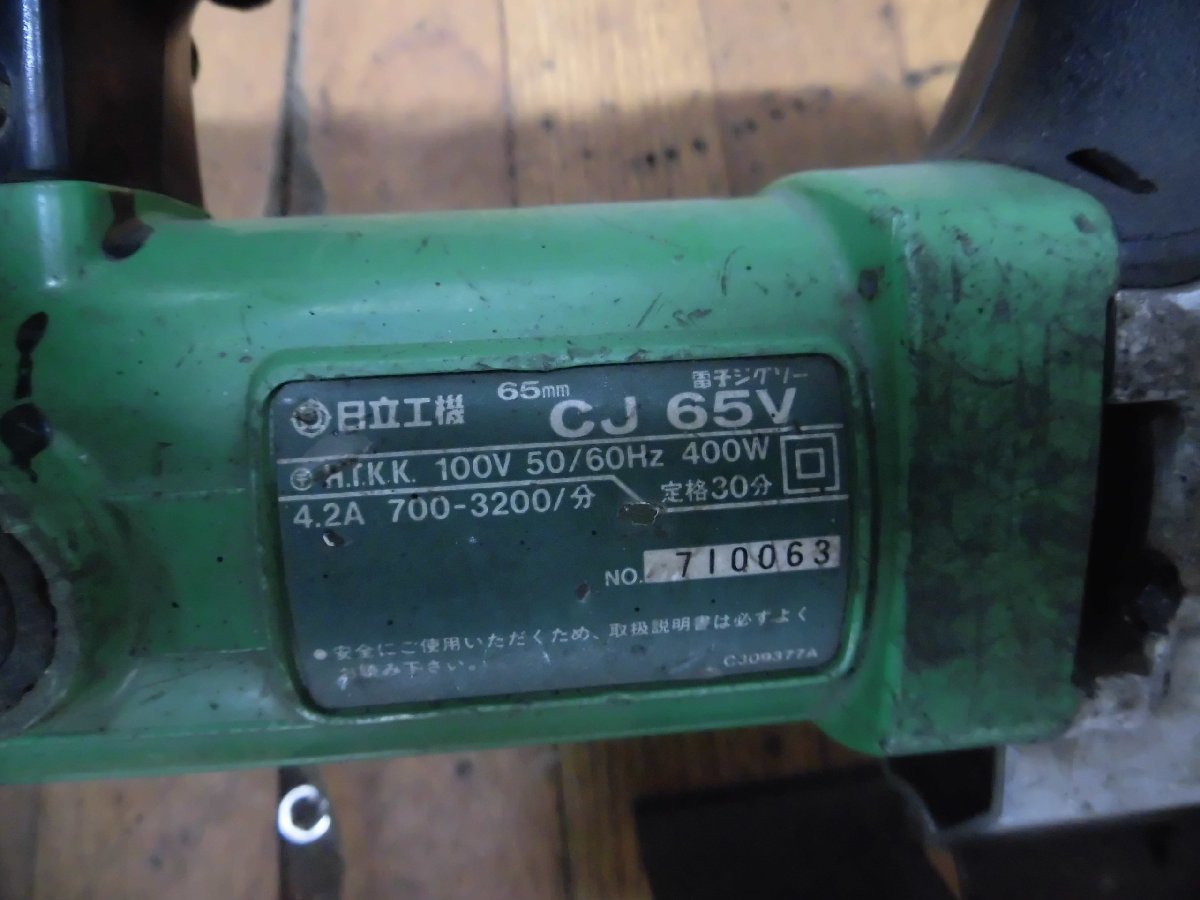 日立工機 65mm 電子ジグソー
CJ 65V
H.I.K.K. 100V 50/60Hz 400W
4.2A 700-3200/分 定格30分
NO. 710063
●安全にご使用いただくため、取扱説明書は必ずよく
お読み下さい。
CJ09377A